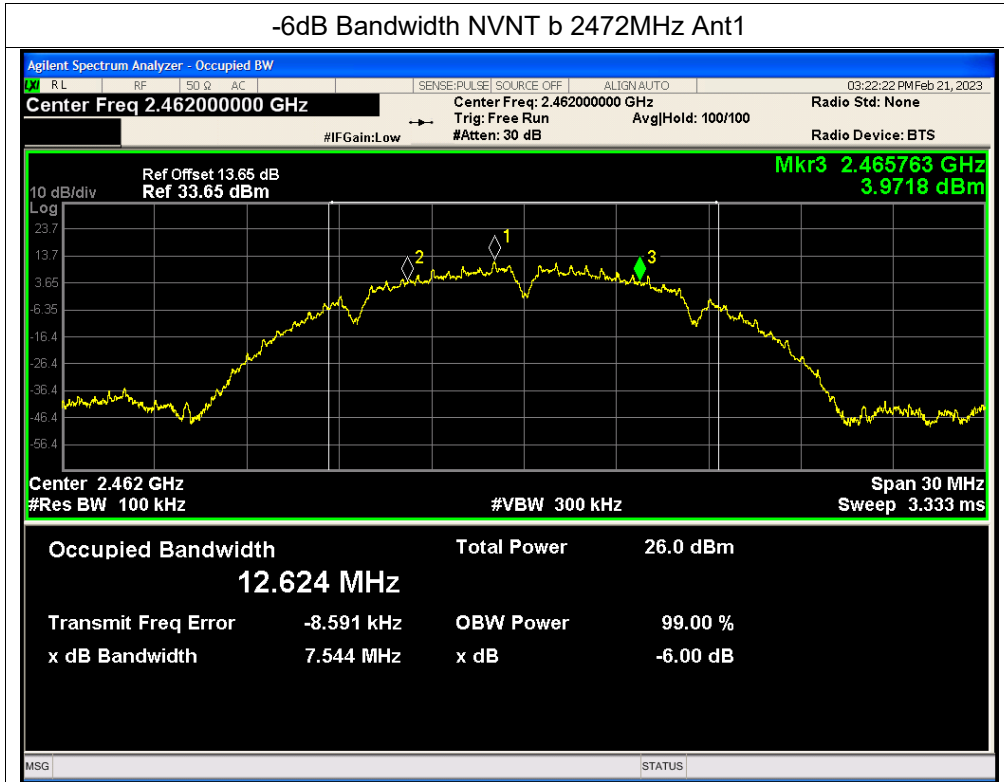 -6dB Bandwidth NVNT b 2472MHz Ant1
Agilent Spectrum Analyzer - Occupied BW
LXI RL RF 50 Ω AC SENSE:PULSE SOURCE OFF ALIGN AUTO 03:22:22 PM Feb 21, 2023
Center Freq 2.462000000 GHz Center Freq: 2.462000000 GHz Radio Std: None
Trig: Free Run Avg|Hold: 100/100
#IFGain:Low #Atten: 30 dB Radio Device: BTS
Mkr3 2.465763 GHz
3.9718 dBm
Ref Offset 13.65 dB
10 dB/div Ref 33.65 dBm
Log
23.7
13.7
3.65
-6.35
-16.4
-26.4
-36.4
-46.4
-56.4
1
2
3
Center 2.462 GHz Span 30 MHz
#Res BW 100 kHz #VBW 300 kHz Sweep 3.333 ms
Occupied Bandwidth Total Power 26.0 dBm
12.624 MHz
Transmit Freq Error -8.591 kHz OBW Power 99.00 %
x dB Bandwidth 7.544 MHz x dB -6.00 dB
MSG STATUS